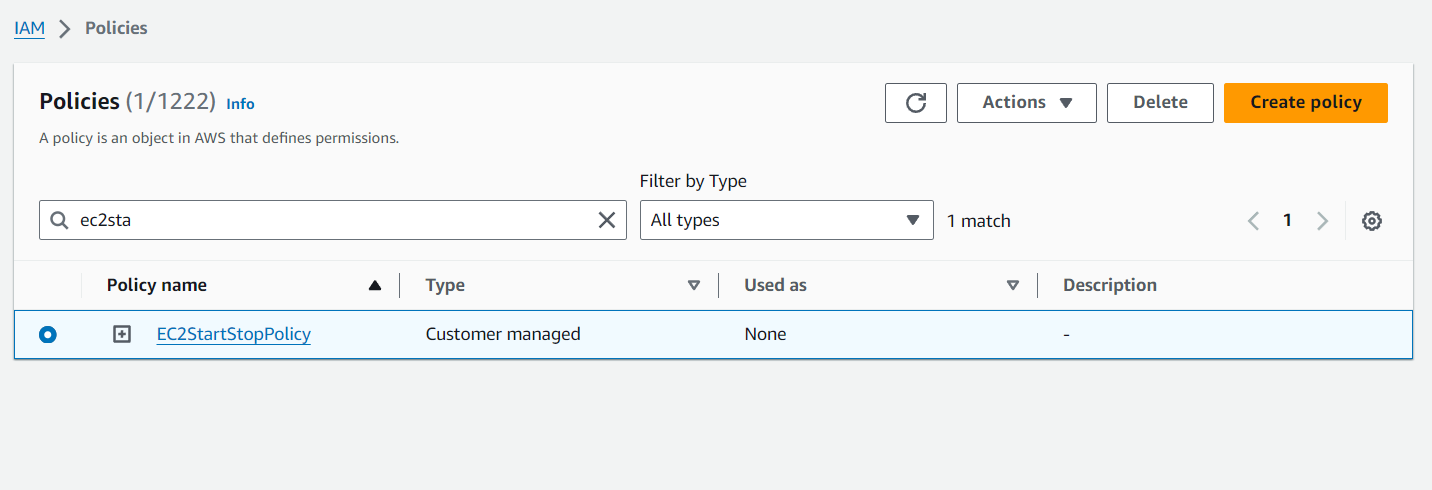 IAM > Policies
Policies (1/1222) Info
Actions Delete Create policy
A policy is an object in AWS that defines permissions.
Filter by Type
ec2sta All types 1 match 1
Policy name Type Used as Description
EC2StartStopPolicy Customer managed None -